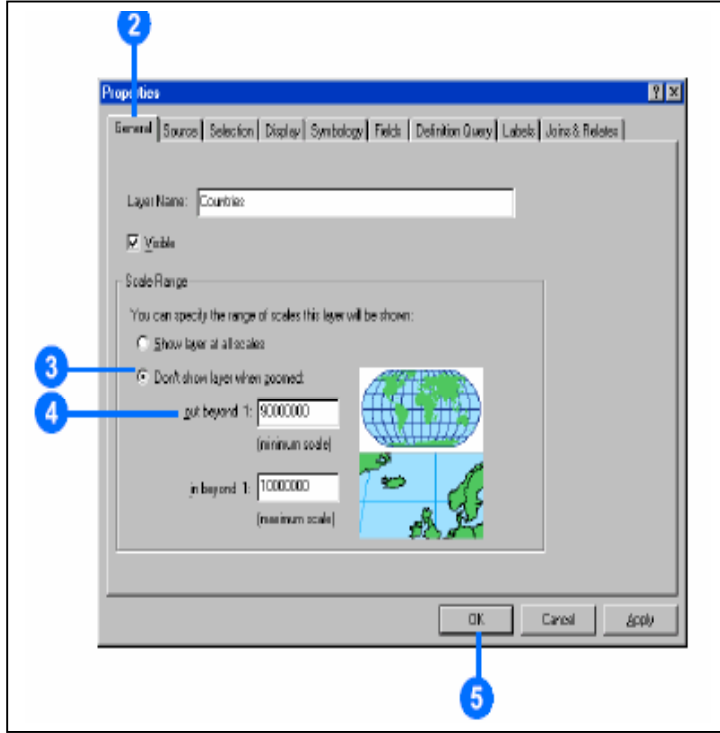 2
Properties
General Source Selection Display Symbology Fields Definition Query Labels Joins & Relates
Layer Name: Countries
Visible
Scale Range
You can specify the range of scales this layer will be shown:
Show layer at all scales
3
Don't show layer when zoomed:
4
out beyond 1: 90000000
(minimum scale)
in beyond 1: 10000000
(maximum scale)
OK Cancel Apply
5